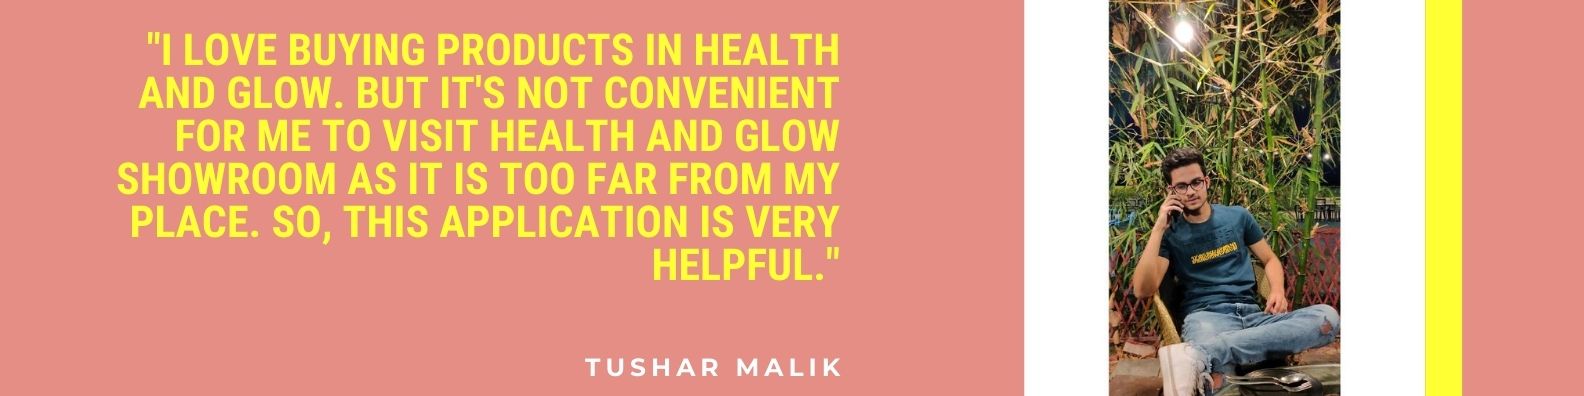 "I LOVE BUYING PRODUCTS IN HEALTH
AND GLOW. BUT IT'S NOT CONVENIENT
FOR ME TO VISIT HEALTH AND GLOW
SHOWROOM AS IT IS TOO FAR FROM MY
PLACE. SO, THIS APPLICATION IS VERY
HELPFUL."
TUSHAR MALIK